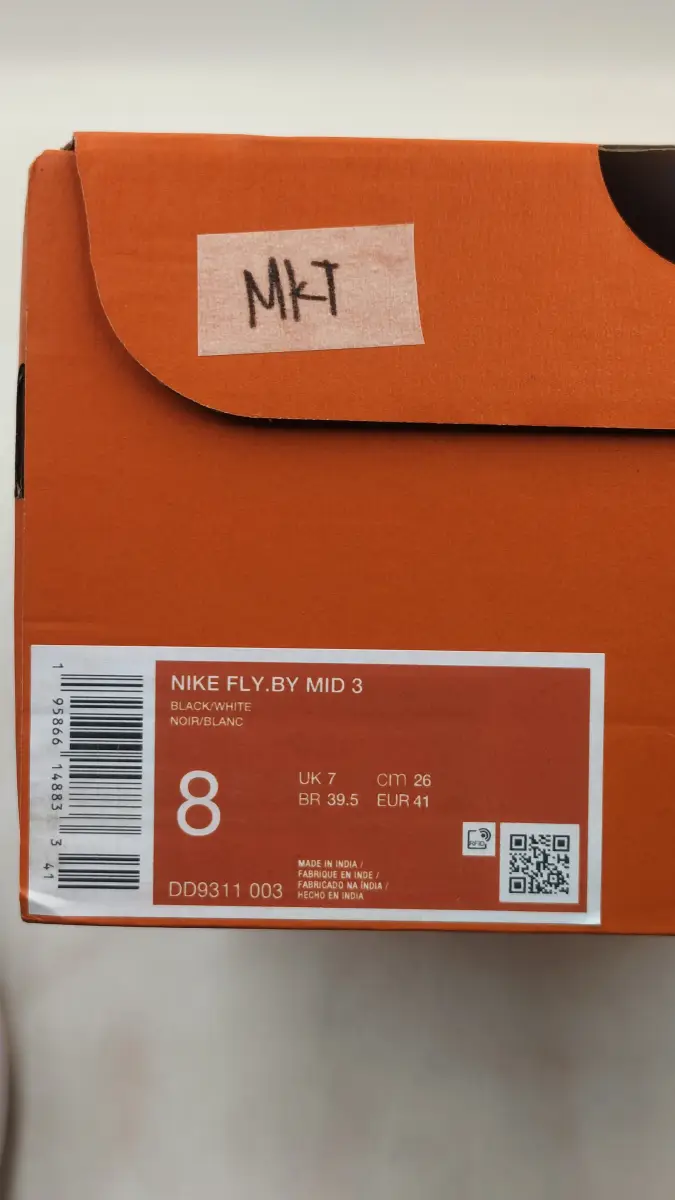 MKT
NIKE FLY.BY MID 3
BLACK/WHITE
NOIR/BLANC
8
UK 7 cm 26
BR 39.5 EUR 41
DD9311 003
MADE IN INDIA /
FABRIQUE EN INDE /
FABRICADO NA ÍNDIA /
HECHO EN INDIA
RFID
1 95866 14883 3 41